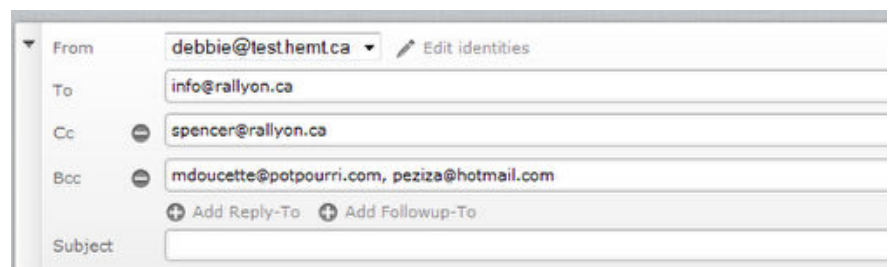 From debbie@test.hemt.ca Edit identities
To info@rallyon.ca
Cc spencer@rallyon.ca
Bcc mdoucette@potpourri.com, peziza@hotmail.com
Add Reply-To Add Followup-To
Subject